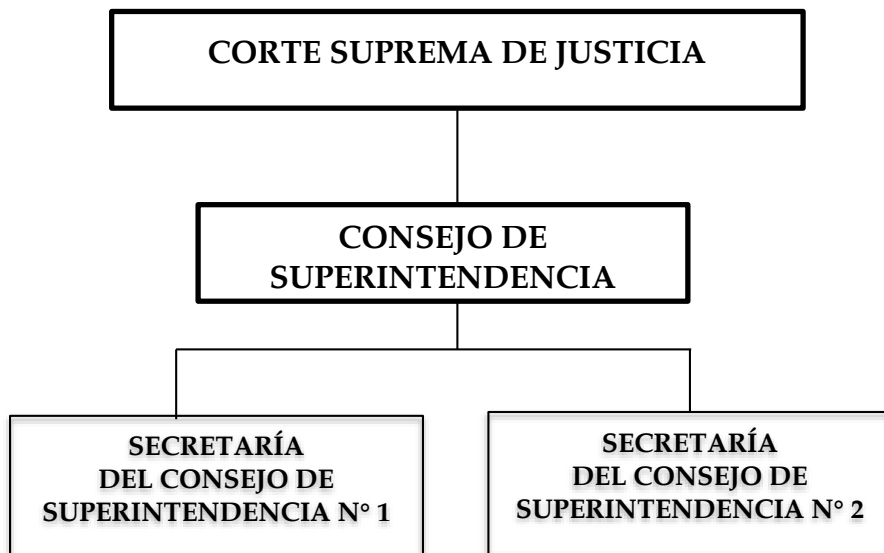 CORTE SUPREMA DE JUSTICIA
CONSEJO DE
SUPERINTENDENCIA
SECRETARÍA
DEL CONSEJO DE
SUPERINTENDENCIA N° 1
SECRETARÍA
DEL CONSEJO DE
SUPERINTENDENCIA N° 2